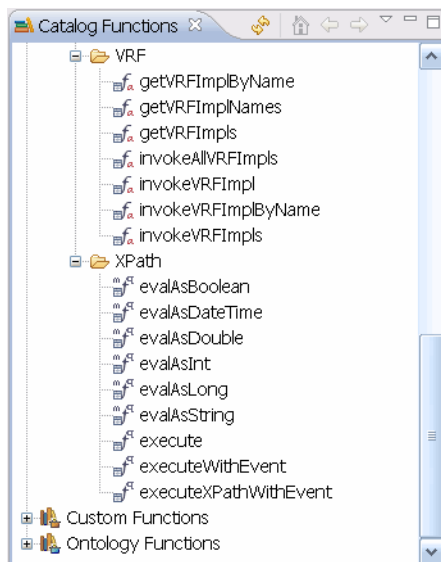 Catalog Functions
VRF
getVRFImplByName
getVRFImplNames
getVRFImpls
invokeAllVRFImpls
invokeVRFImpl
invokeVRFImplByName
invokeVRFImpls
XPath
evalAsBoolean
evalAsDateTime
evalAsDouble
evalAsInt
evalAsLong
evalAsString
execute
executeWithEvent
executeXPathWithEvent
Custom Functions
Ontology Functions